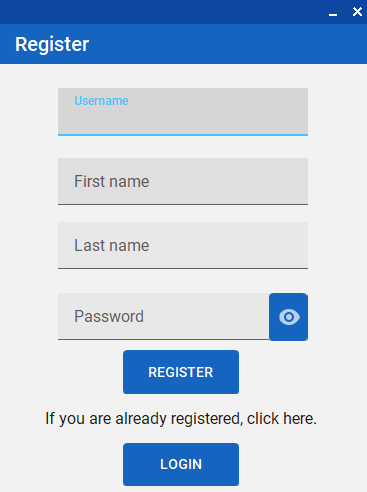 Register
Username
First name
Last name
Password
REGISTER
If you are already registered, click here.
LOGIN